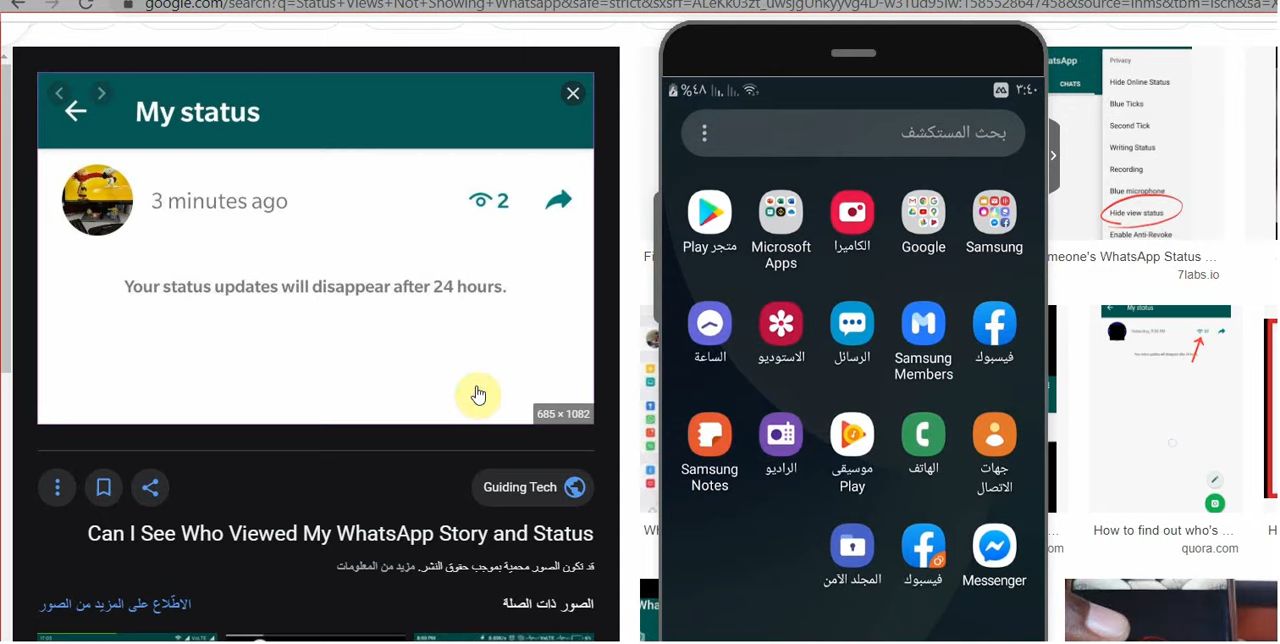 google.com/search?q=Status+Views+Not+Showing+Whatsapp&safe=strict&sxsrf=
My status
3 minutes ago
2
Your status updates will disappear after 24 hours.
685 × 1082
Guiding Tech
Can I See Who Viewed My WhatsApp Story and Status
قد تكون الصور محمية بموجب حقوق النشر. مزيد من المعلومات
الصور ذات الصلة
الاطّلاع على المزيد من الصور
%٤٨
٣:٤٠
بحث المستكشف
متجر Play
Microsoft Apps
الكاميرا
Google
Samsung
الساعة
الاستوديو
الرسائل
Samsung Members
فيسبوك
Samsung Notes
الراديو
موسيقى Play
الهاتف
جهات الاتصال
المجلد الآمن
فيسبوك
Messenger
CHATS
Privacy
Hide Online Status
Blue Ticks
Second Tick
Writing Status
Recording
Blue microphone
Hide view status
Enable Anti-Revoke
WhatsApp Status ...
7labs.io
My status
How to find out who's ...
quora.com